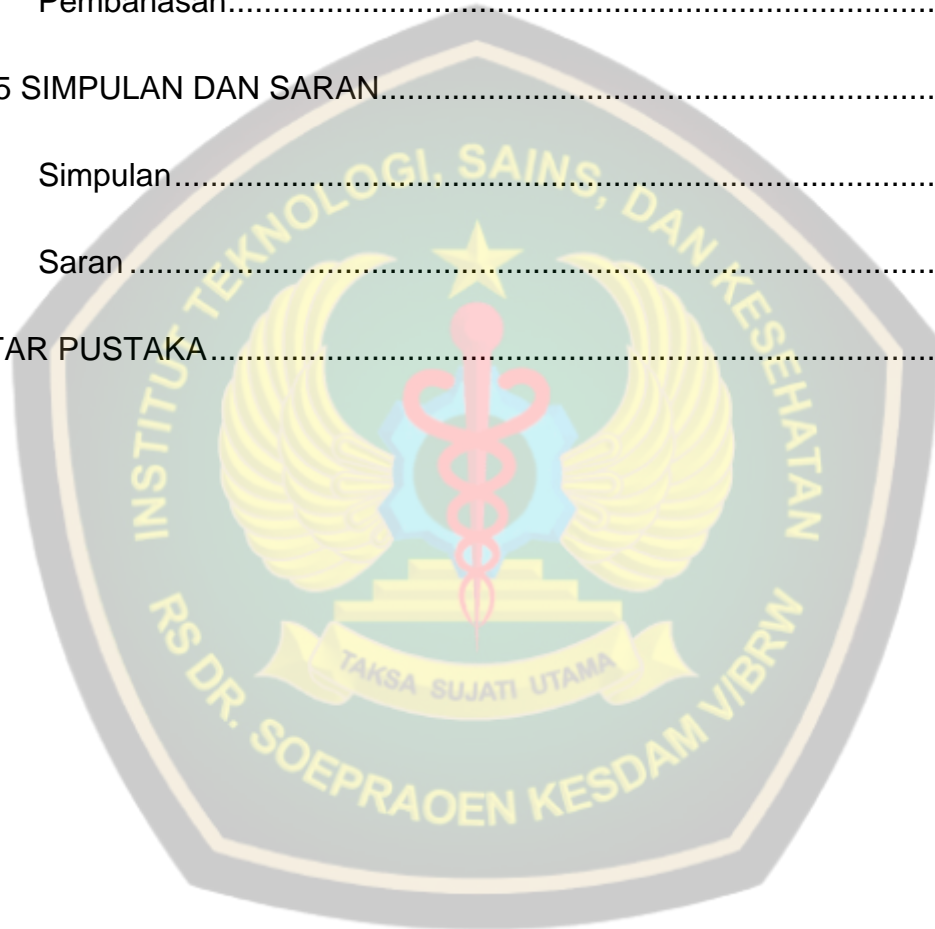 Pembahasan
5 SIMPULAN DAN SARAN
Simpulan
Saran
TAR PUSTAKA
INSTITUT TEKNOLOGI, SAINS, DAN KESEHATAN
TAKSA SUJATI UTAMA
RS DR. SOEPRAOEN KESDAM V/BRW